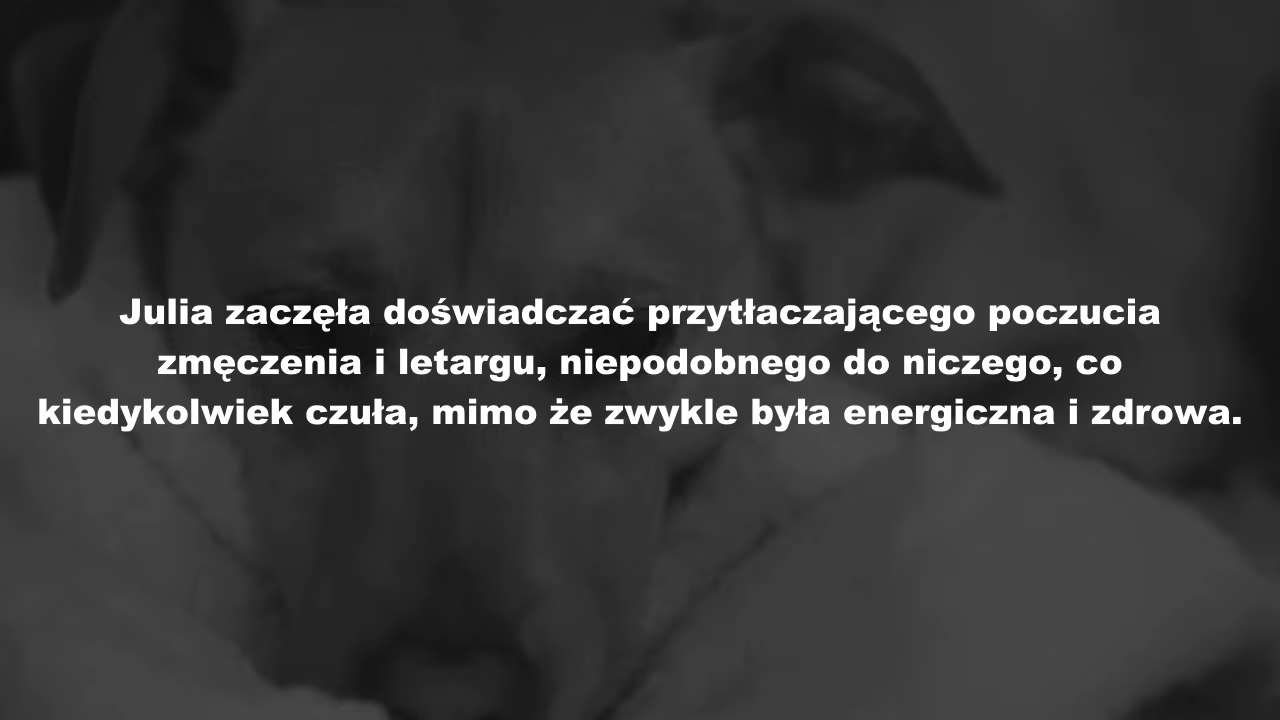 Julia zaczęła doświadczać przytłaczającego poczucia
zmęczenia i letargu, niepodobnego do niczego, co
kiedykolwiek czuła, mimo że zwykle była energiczna i zdrowa.